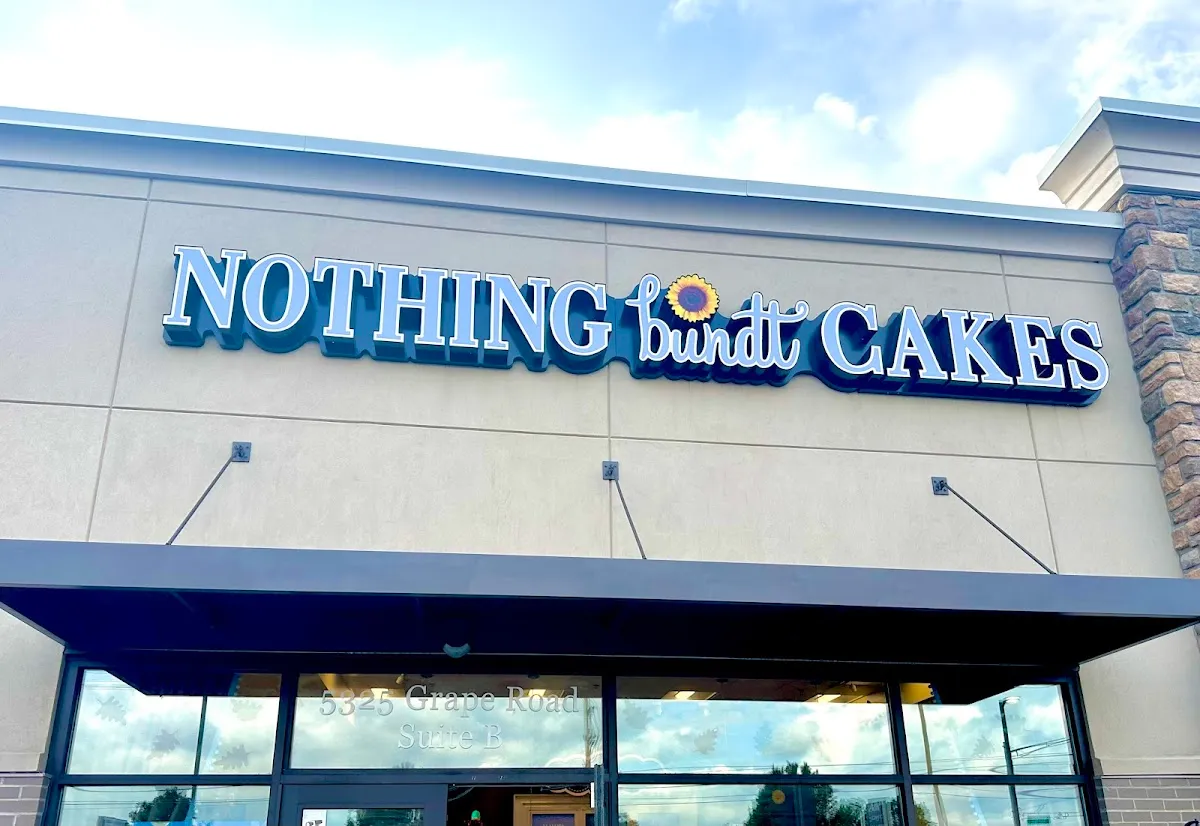 NOTHING bundt CAKES
5325 Grape Road
Suite B